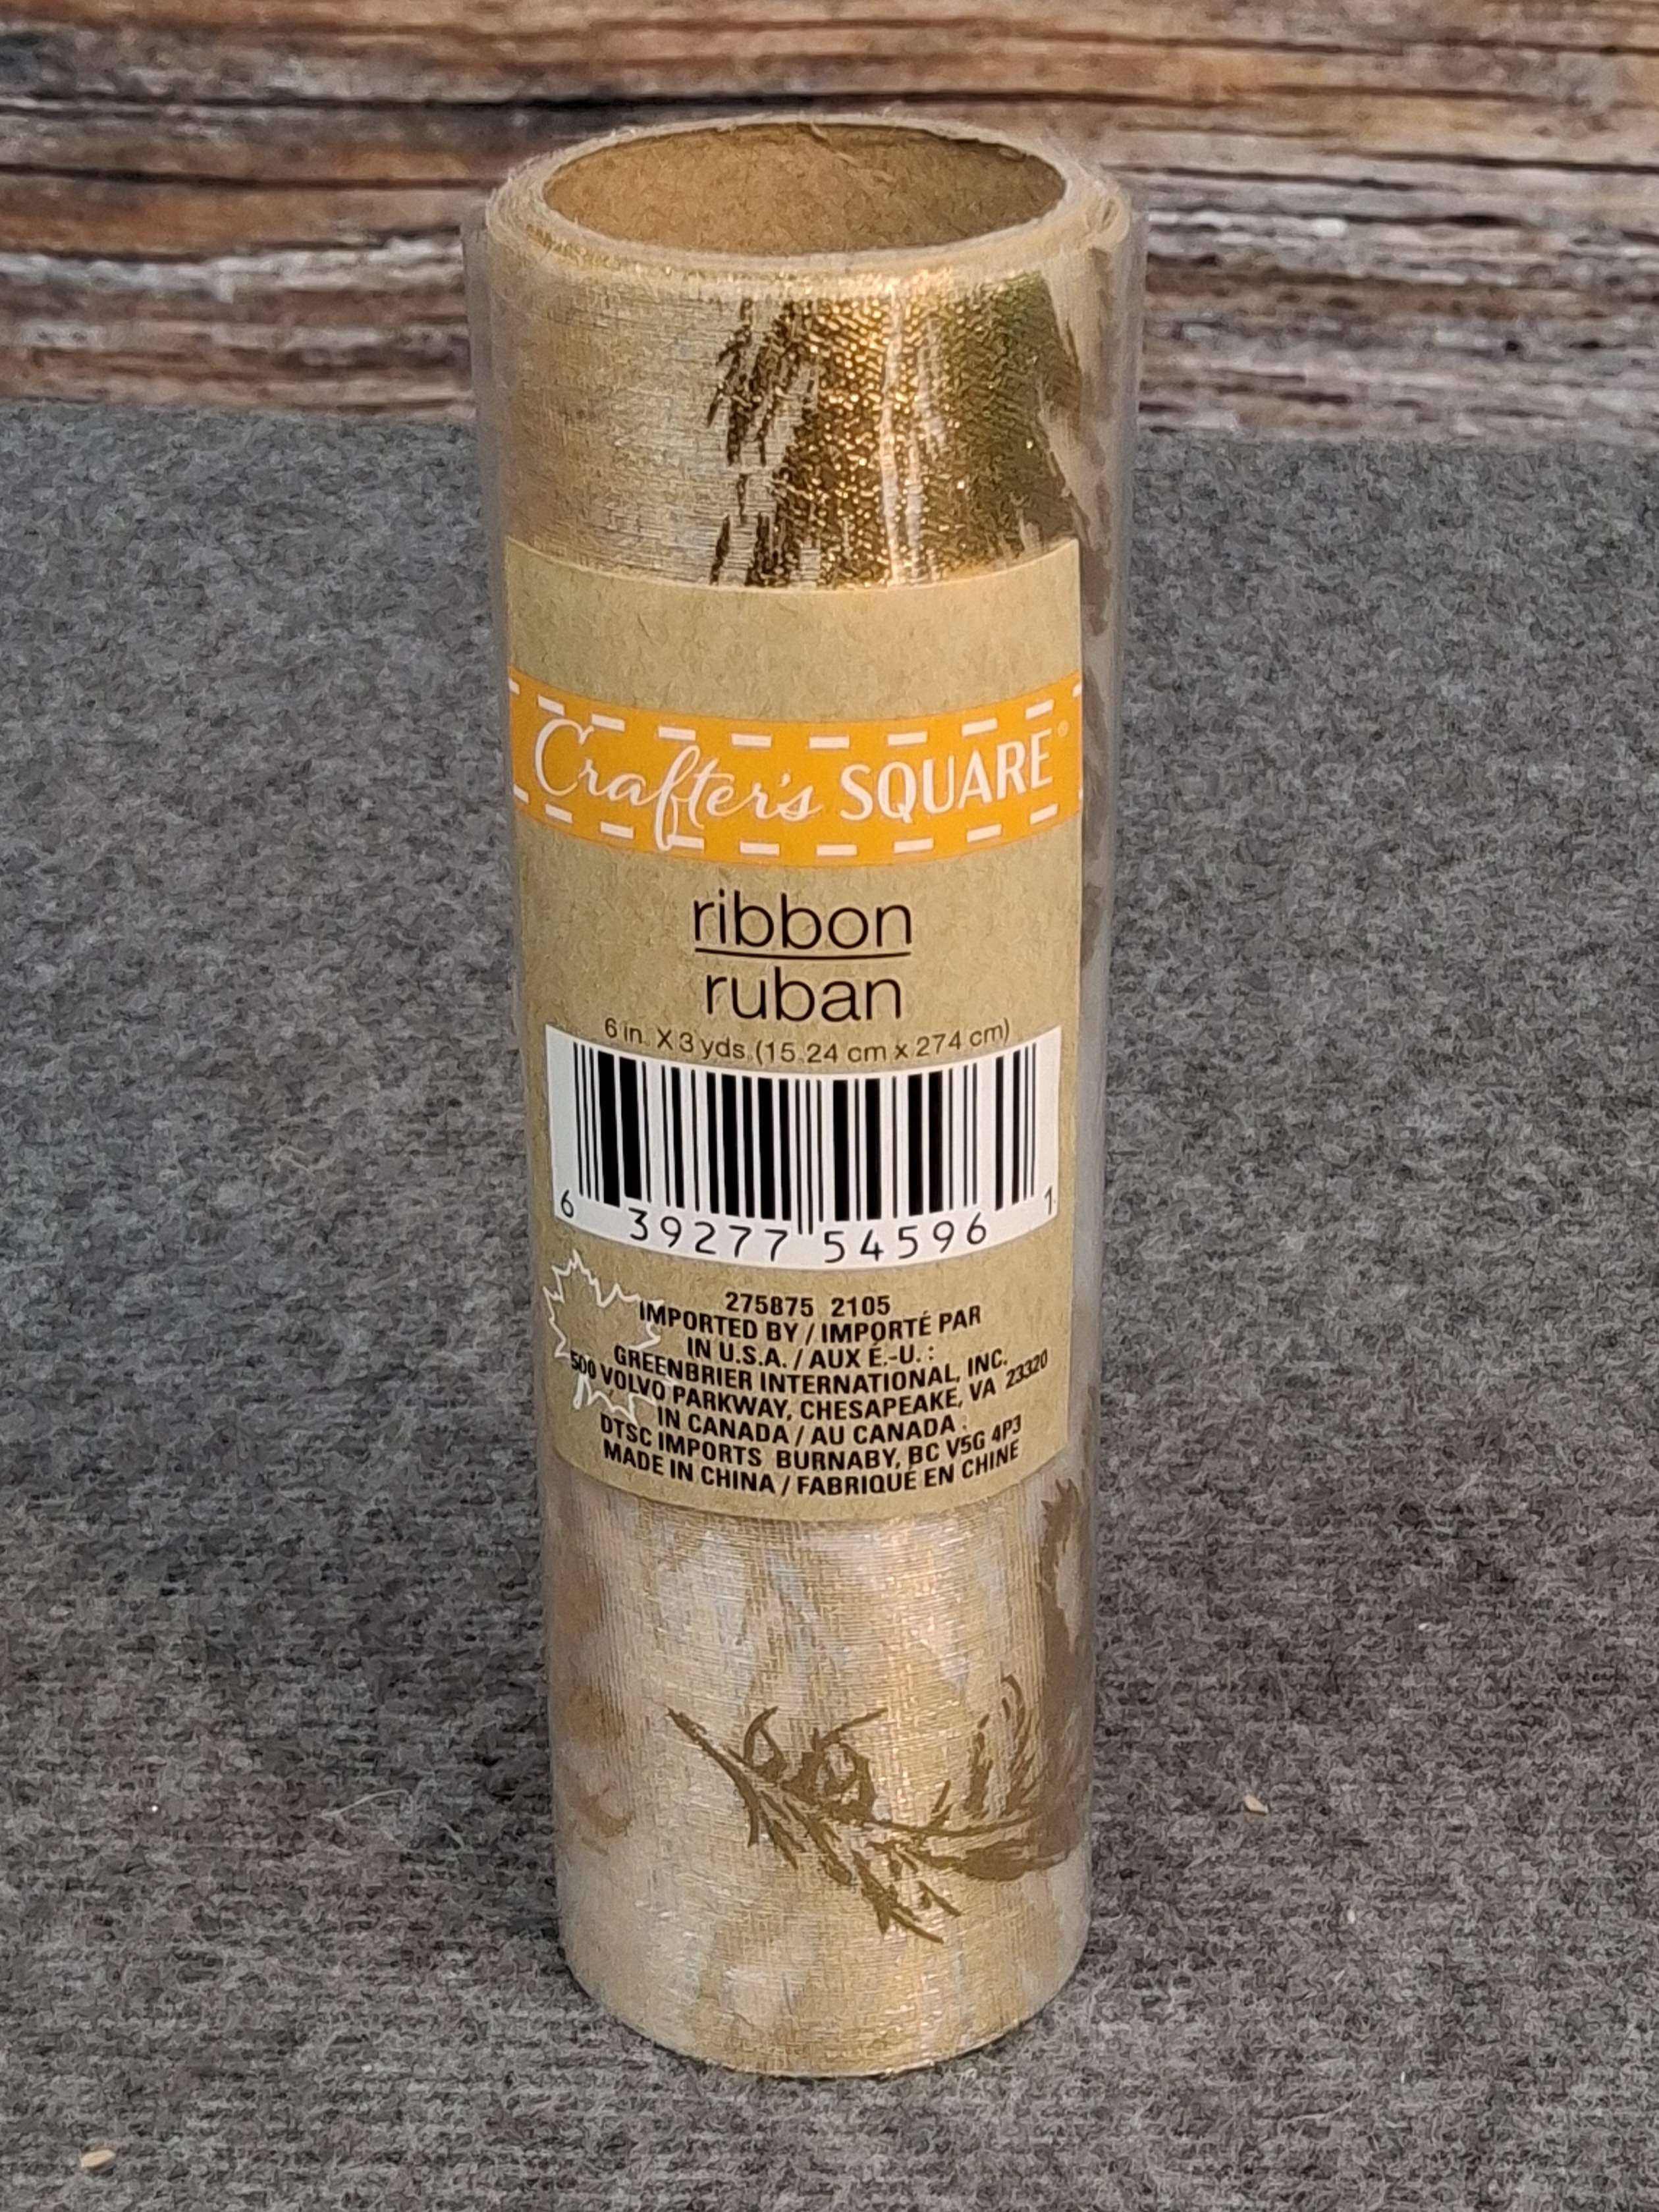 Crafter's SQUARE®
ribbon
ruban
6 in. X 3 yds. (15.24 cm x 274 cm)
6 39277 54596 1
275875 2105
IMPORTED BY / IMPORTÉ PAR
IN U.S.A. / AUX É.-U. :
GREENBRIER INTERNATIONAL, INC.
500 VOLVO PARKWAY, CHESAPEAKE, VA 23320
IN CANADA / AU CANADA :
DTSC IMPORTS BURNABY, BC V5G 4P3
MADE IN CHINA / FABRIQUÉ EN CHINE